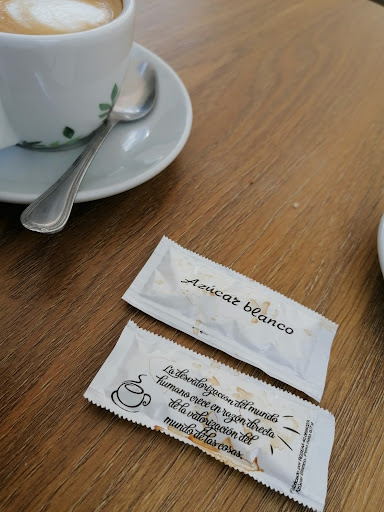 Azúcar blanco
La desvalorización del mundo
humano crece en razón directa
de la valorización del
mundo de las cosas.